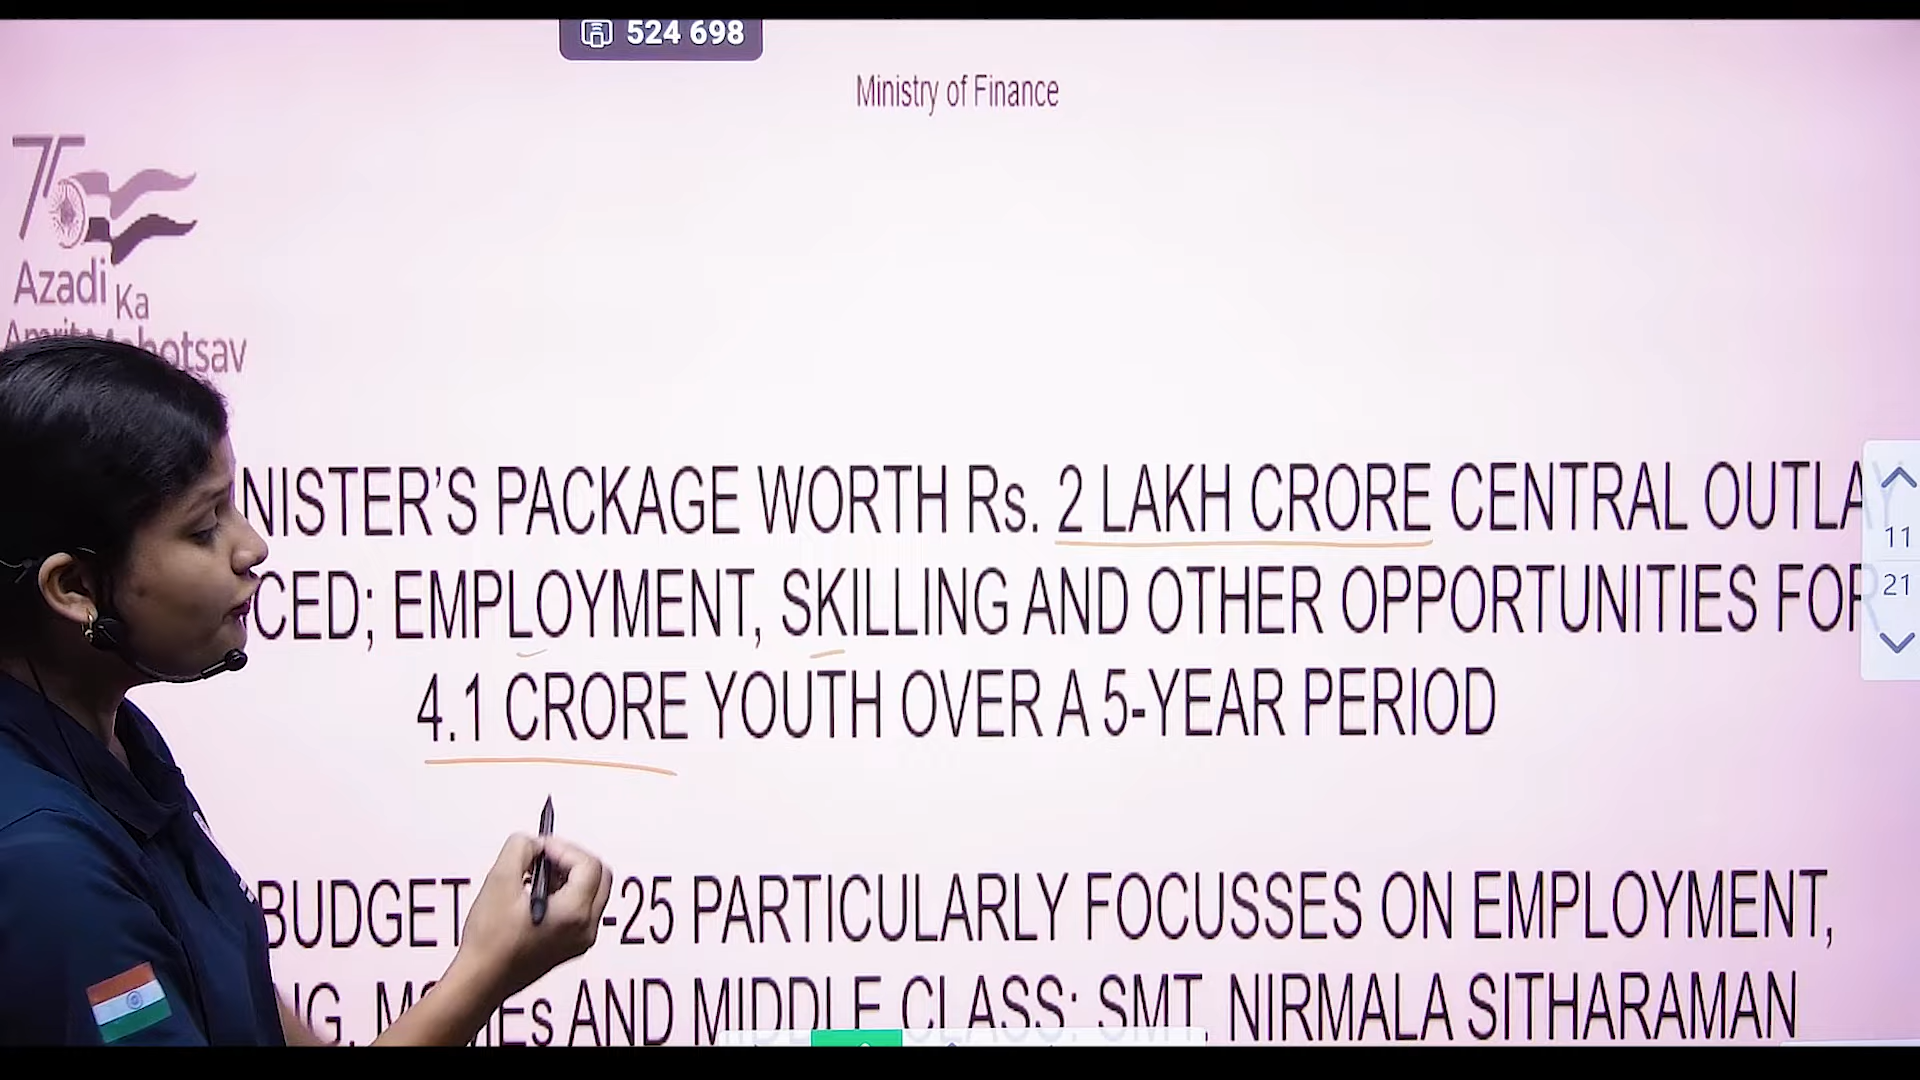 524 698
Ministry of Finance
75
Azadi
Ka
Amrit Mahotsav
NISTER’S PACKAGE WORTH Rs. 2 LAKH CRORE CENTRAL OUTLAY
CED; EMPLOYMENT, SKILLING AND OTHER OPPORTUNITIES FOR
4.1 CRORE YOUTH OVER A 5-YEAR PERIOD
BUDGET -25 PARTICULARLY FOCUSSES ON EMPLOYMENT,
AND MIDDLE CLASS: SMT. NIRMALA SITHARAMAN
11
21